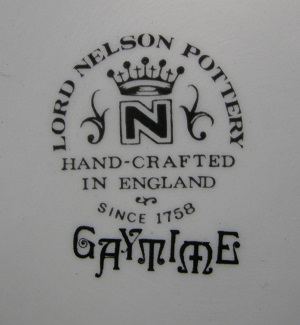 LORD NELSON POTTERY
N
HAND-CRAFTED
IN ENGLAND
SINCE 1758
GAYTIME